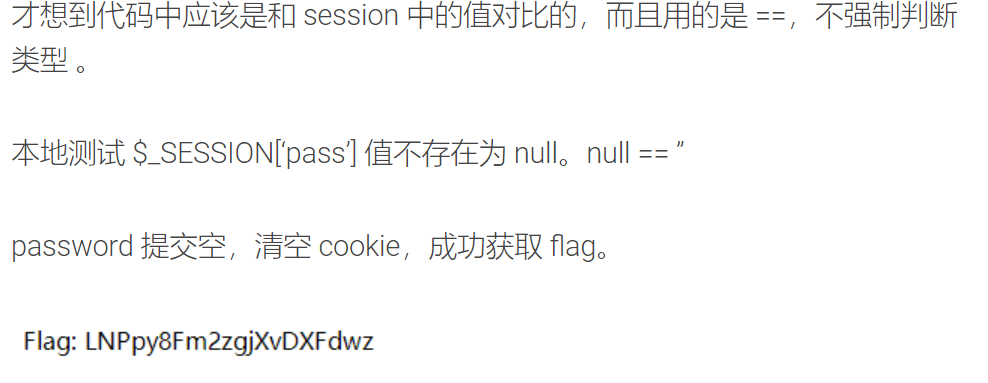 才想到代码中应该是和 session 中的值对比的，而且用的是 ==，不强制判断
类型 。
本地测试 $_SESSION[‘pass’] 值不存在为 null。null == ”
password 提交空，清空 cookie，成功获取 flag。
Flag: LNPpy8Fm2zgjXvDXFdwz